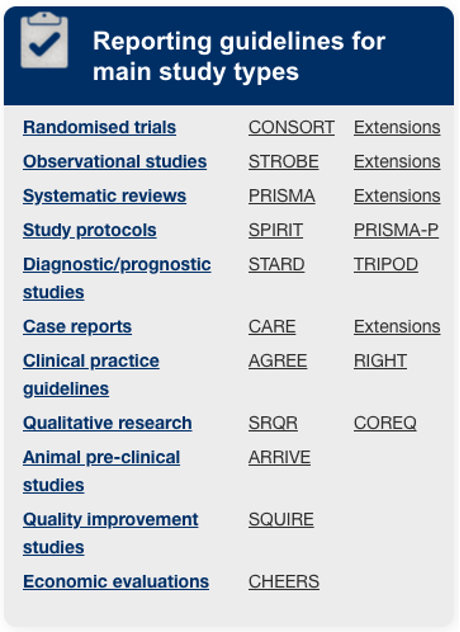 Reporting guidelines for
main study types
Randomised trials CONSORT Extensions
Observational studies STROBE Extensions
Systematic reviews PRISMA Extensions
Study protocols SPIRIT PRISMA-P
Diagnostic/prognostic STARD TRIPOD
studies
Case reports CARE Extensions
Clinical practice AGREE RIGHT
guidelines
Qualitative research SRQR COREQ
Animal pre-clinical ARRIVE
studies
Quality improvement SQUIRE
studies
Economic evaluations CHEERS